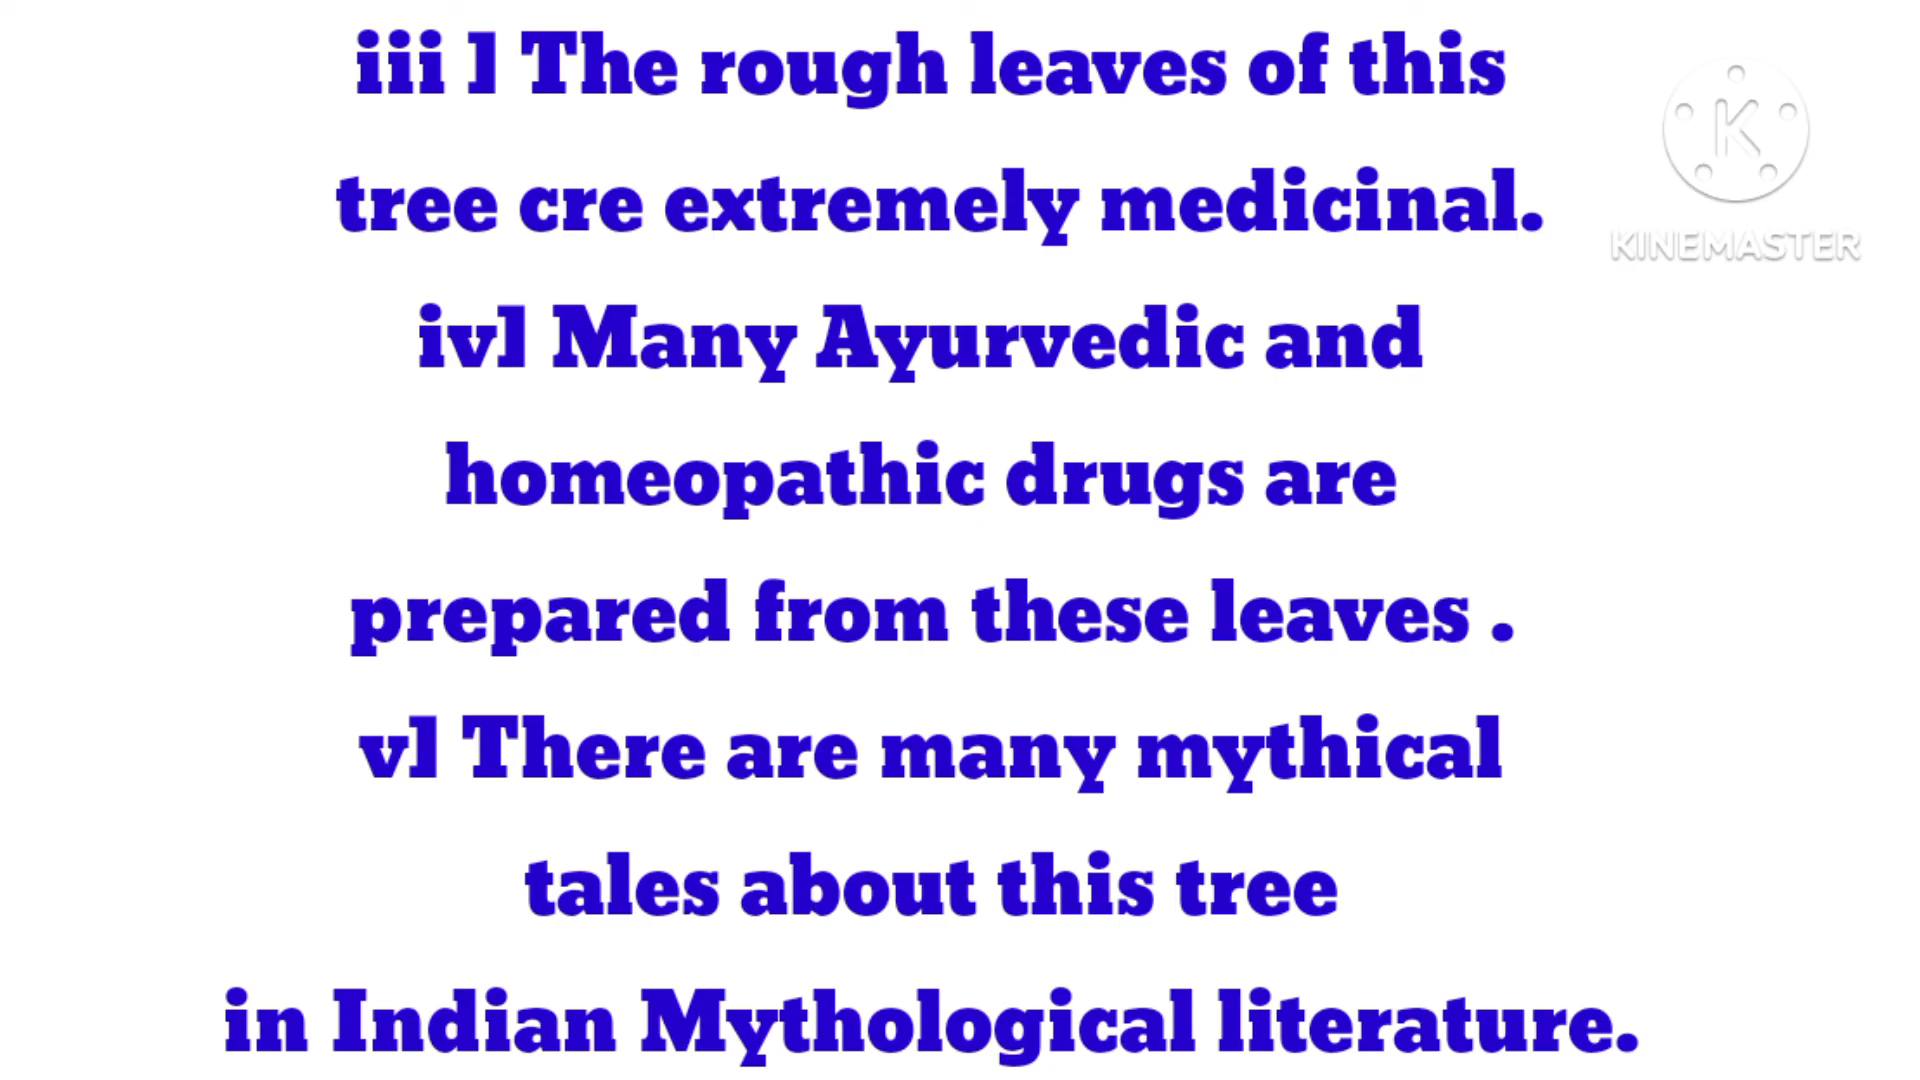 iii ] The rough leaves of this
tree cre extremely medicinal.
iv] Many Ayurvedic and
homeopathic drugs are
prepared from these leaves .
v] There are many mythical
tales about this tree
in Indian Mythological literature.
K
KINEMASTER